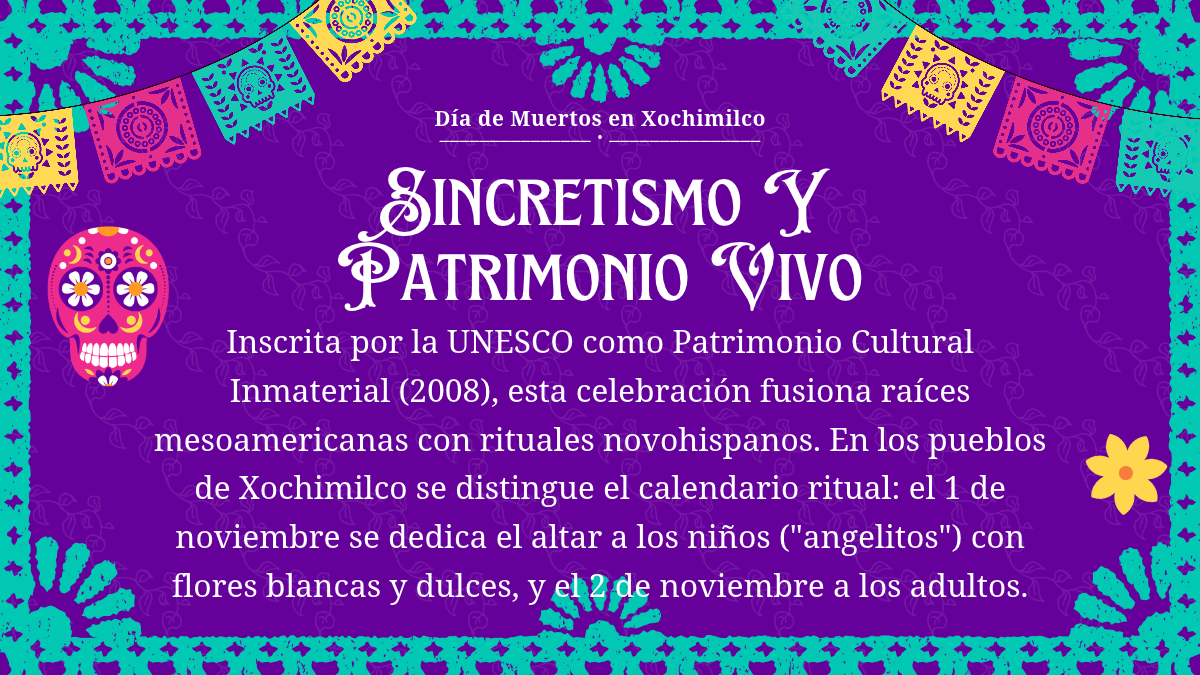 Día de Muertos en Xochimilco
Sincretismo Y
Patrimonio Vivo
Inscrita por la UNESCO como Patrimonio Cultural
Inmaterial (2008), esta celebración fusiona raíces
mesoamericanas con rituales novohispanos. En los pueblos
de Xochimilco se distingue el calendario ritual: el 1 de
noviembre se dedica el altar a los niños ("angelitos") con
flores blancas y dulces, y el 2 de noviembre a los adultos.